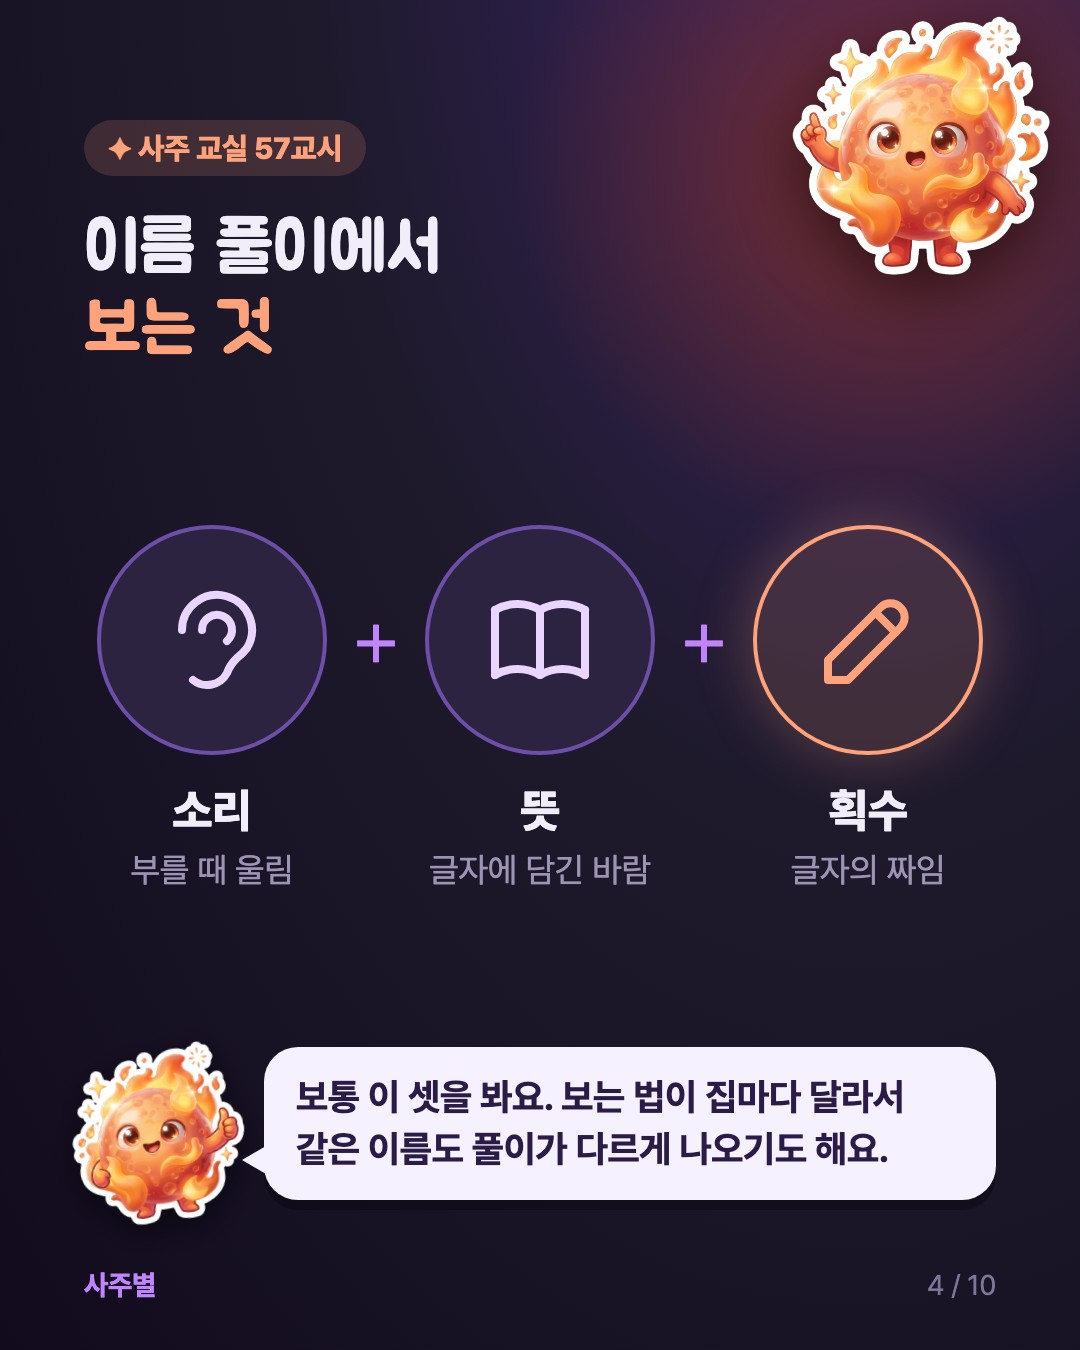 사주 교실 57교시
이름 풀이에서
보는 것
소리
부를 때 울림
뜻
글자에 담긴 바람
획수
글자의 짜임
보통 이 셋을 봐요. 보는 법이 집마다 달라서
같은 이름도 풀이가 다르게 나오기도 해요.
사주별
4 / 10